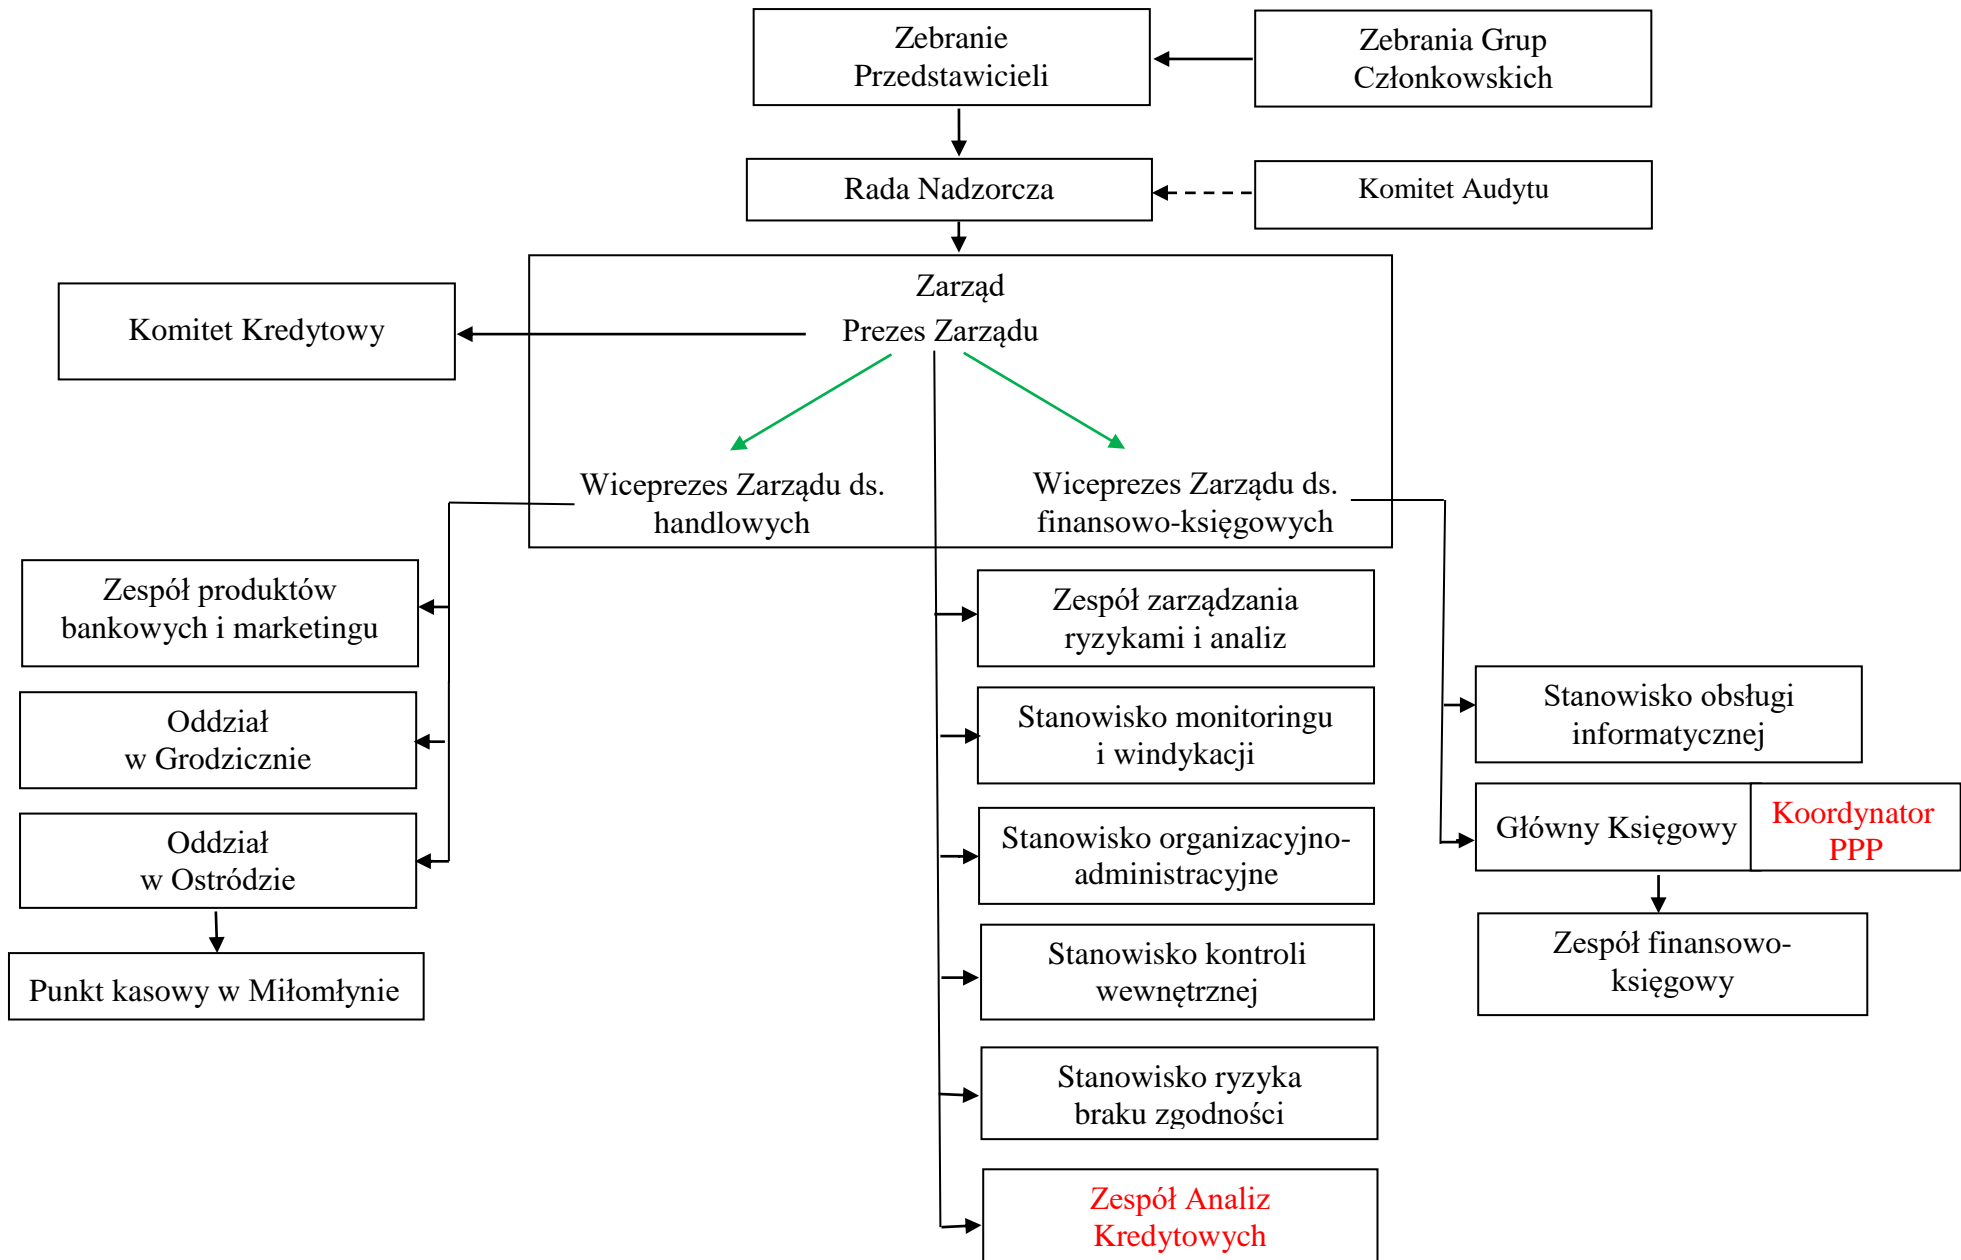 Zebranie
Przedstawicieli
Zebrania Grup
Członkowskich
Rada Nadzorcza
Komitet Audytu
Zarząd
Prezes Zarządu
Komitet Kredytowy
Wiceprezes Zarządu ds.
handlowych
Wiceprezes Zarządu ds.
finansowo-księgowych
Zespół produktów
bankowych i marketingu
Oddział
w Grodzicznie
Oddział
w Ostródzie
Punkt kasowy w Miłomłynie
Zespół zarządzania
ryzykami i analiz
Stanowisko monitoringu
i windykacji
Stanowisko organizacyjno-
administracyjne
Stanowisko kontroli
wewnętrznej
Stanowisko ryzyka
braku zgodności
Zespół Analiz
Kredytowych
Stanowisko obsługi
informatycznej
Główny Księgowy
Koordynator
PPP
Zespół finansowo-
księgowy